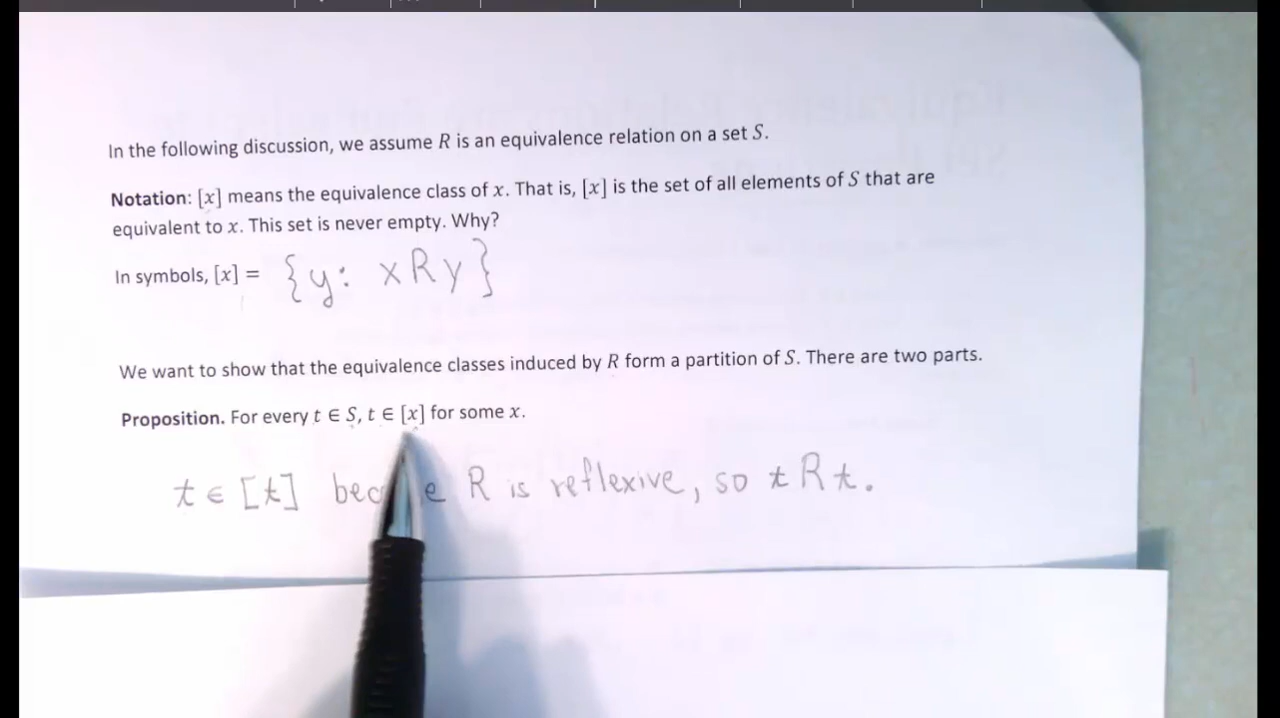 In the following discussion, we assume R is an equivalence relation on a set S.
Notation: [x] means the equivalence class of x. That is, [x] is the set of all elements of S that are
equivalent to x. This set is never empty. Why?
In symbols, [x] = {y: xRy}
We want to show that the equivalence classes induced by R form a partition of S. There are two parts.
Proposition. For every t ∈ S, t ∈ [x] for some x.
t ∈ [t] R is reflexive, so t R t.